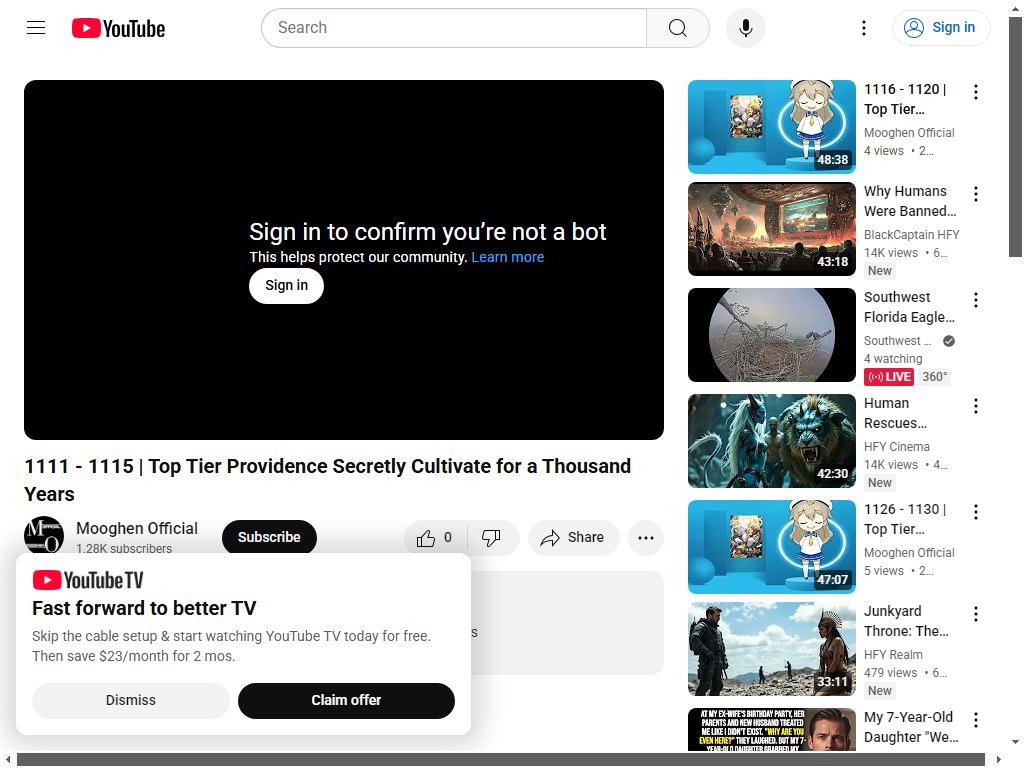 YouTube
Search
Sign in
Sign in to confirm you're not a bot
This helps protect our community. Learn more
Sign in
1111 - 1115 | Top Tier Providence Secretly Cultivate for a Thousand
Years
Mooghen Official
1.28K subscribers
Subscribe
0
Share
YouTube TV
Fast forward to better TV
Skip the cable setup & start watching YouTube TV today for free.
Then save $23/month for 2 mos.
Dismiss
Claim offer
1116 - 1120 |
Top Tier…
Mooghen Official
4 views • 2…
48:38
Why Humans
Were Banned…
BlackCaptain HFY
14K views • 6…
New
43:18
Southwest
Florida Eagle…
Southwest …
4 watching
LIVE
360°
Human
Rescues…
HFY Cinema
14K views • 4…
New
42:30
1126 - 1130 |
Top Tier…
Mooghen Official
5 views • 2…
47:07
Junkyard
Throne: The…
HFY Realm
479 views • 6…
New
33:11
My 7-Year-Old
Daughter "We…
AT MY EX-WIFE'S BIRTHDAY PARTY, HER
PARENTS AND NEW HUSBAND TREATED
ME LIKE I DIDN'T EXIST. "WHY ARE YOU
EVEN HERE?" THEY LAUGHED. BUT MY 7-
YEAR-OLD DAUGHTER GRABBED MY